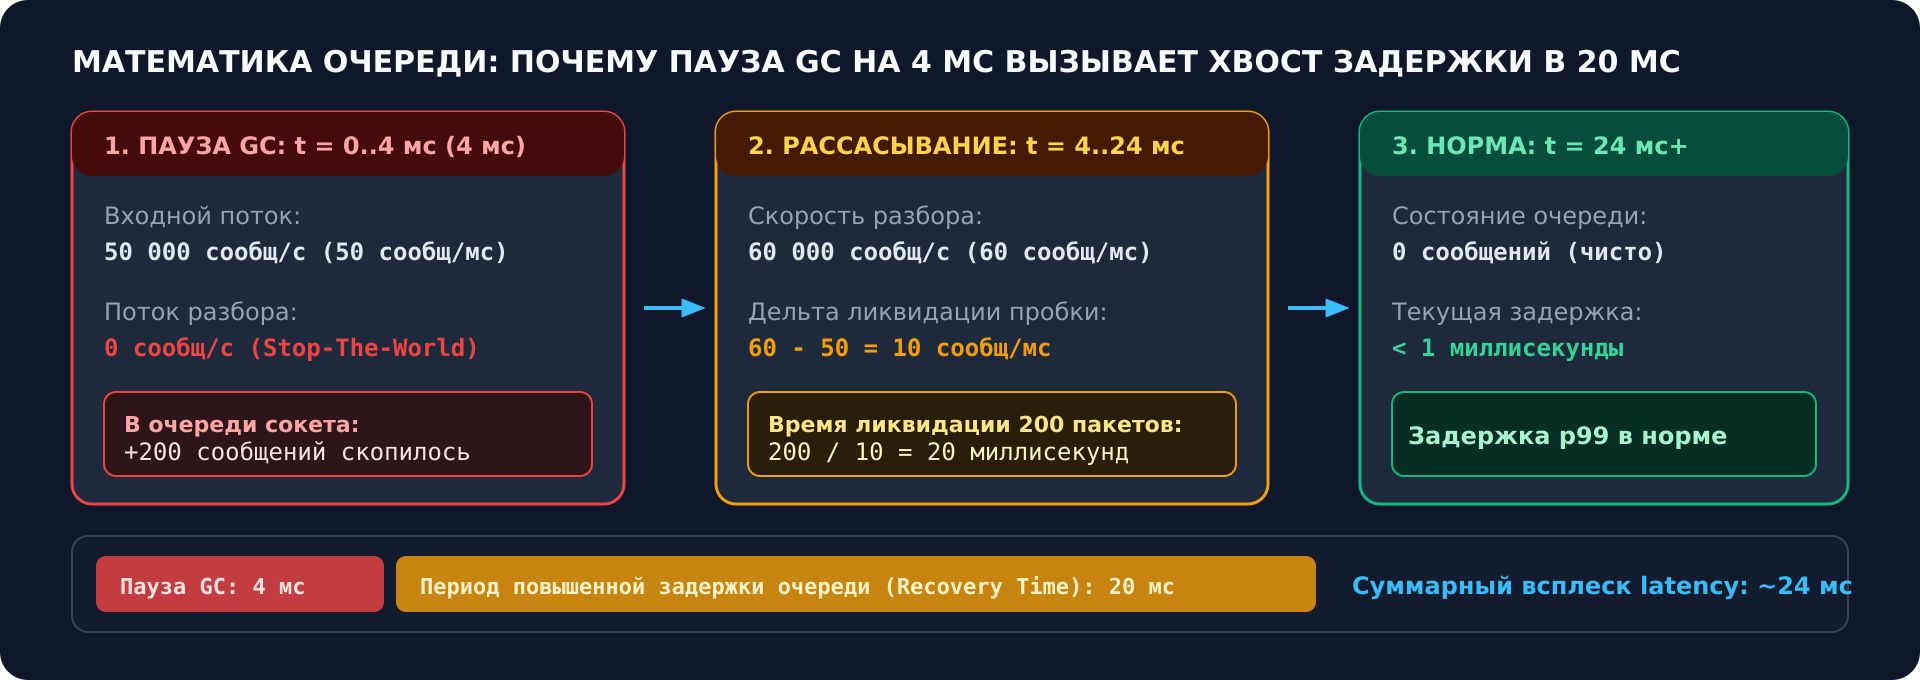 МАТЕМАТИКА ОЧЕРЕДИ: ПОЧЕМУ ПАУЗА GC НА 4 МС ВЫЗЫВАЕТ ХВОСТ ЗАДЕРЖКИ В 20 МС
1. ПАУЗА GC: t = 0..4 мс (4 мс)
Входной поток:
50 000 сообщ/с (50 сообщ/мс)
Поток разбора:
0 сообщ/с (Stop-The-World)
В очереди сокета:
+200 сообщений скопилось
2. РАССАСЫВАНИЕ: t = 4..24 мс
Скорость разбора:
60 000 сообщ/с (60 сообщ/мс)
Дельта ликвидации пробки:
60 - 50 = 10 сообщ/мс
Время ликвидации 200 пакетов:
200 / 10 = 20 миллисекунд
3. НОРМА: t = 24 мс+
Состояние очереди:
0 сообщений (чисто)
Текущая задержка:
< 1 миллисекунды
Задержка p99 в норме
Пауза GC: 4 мс
Период повышенной задержки очереди (Recovery Time): 20 мс
Суммарный всплеск latency: ~24 мс